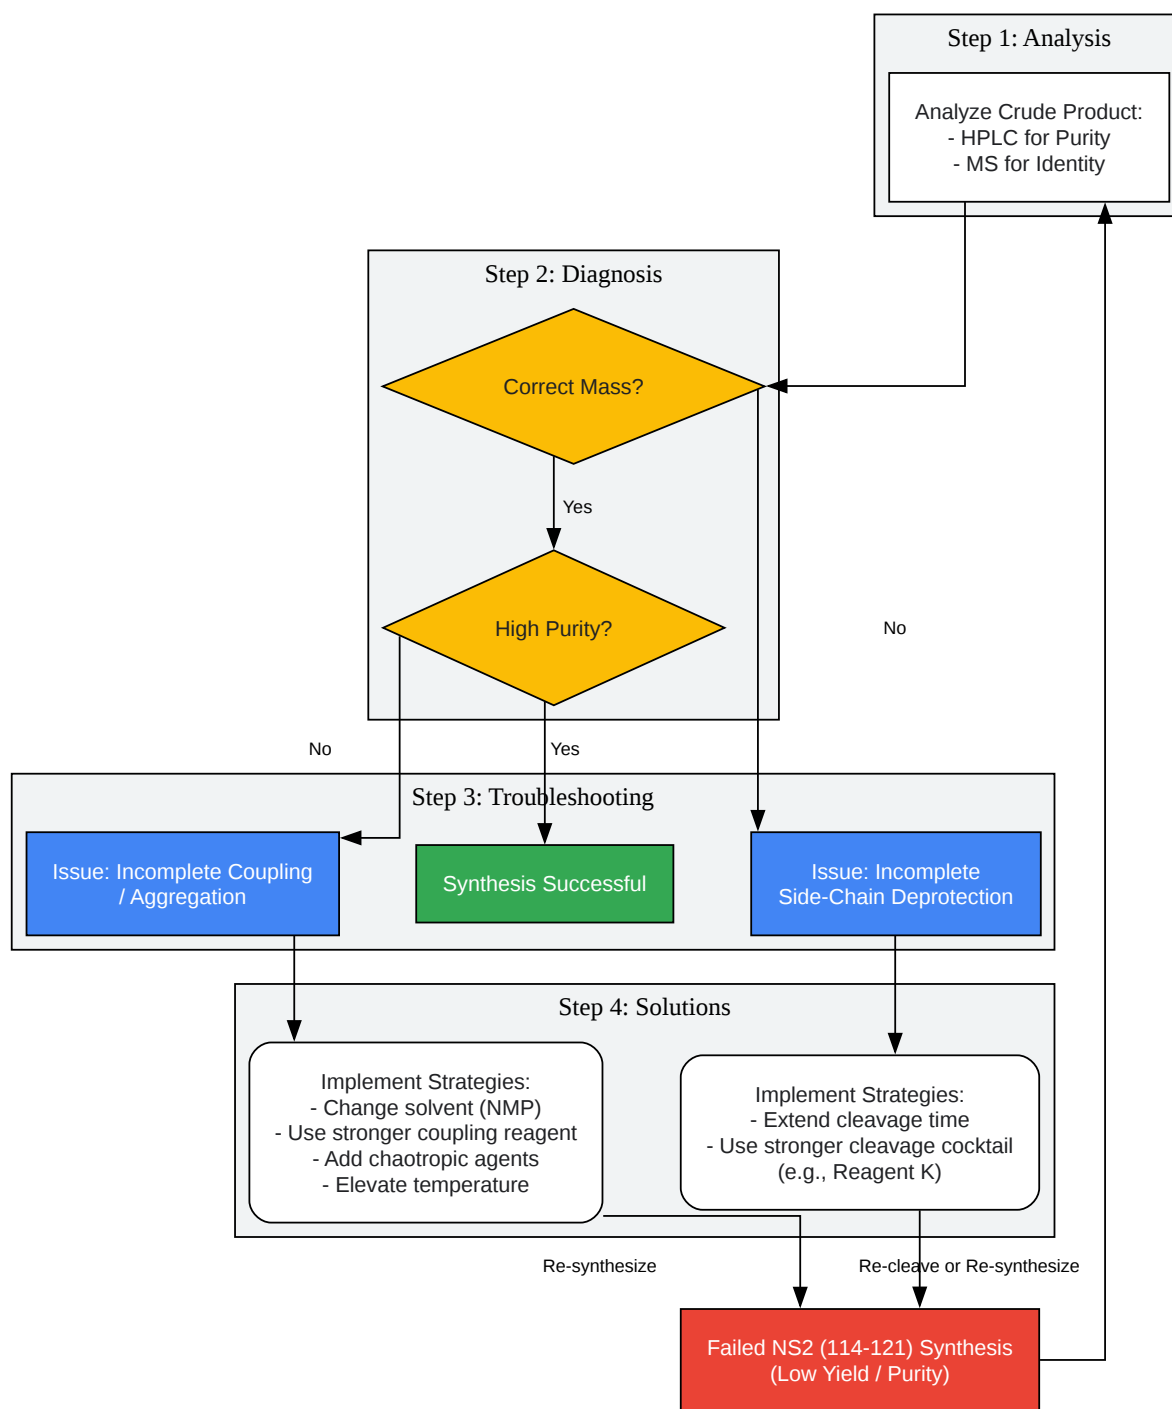 Step 1: Analysis
Analyze Crude Product:
- HPLC for Purity
- MS for Identity
Step 2: Diagnosis
Correct Mass?
Yes
High Purity?
No
No
Yes
Step 3: Troubleshooting
Issue: Incomplete Coupling
/ Aggregation
Synthesis Successful
Issue: Incomplete
Side-Chain Deprotection
Step 4: Solutions
Implement Strategies:
- Change solvent (NMP)
- Use stronger coupling reagent
- Add chaotropic agents
- Elevate temperature
Implement Strategies:
- Extend cleavage time
- Use stronger cleavage cocktail
(e.g., Reagent K)
Re-synthesize
Re-cleave or Re-synthesize
Failed NS2 (114-121) Synthesis
(Low Yield / Purity)